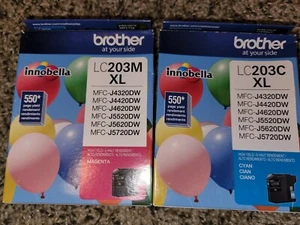 brother
at your side
innobella
LC203M
XL
550*
MFC-J4320DW
MFC-J4420DW
MFC-J4620DW
MFC-J5520DW
MFC-J5620DW
MFC-J5720DW
MAGENTA
brother
at your side
innobella
LC203C
XL
550*
MFC-J4320DW
MFC-J4420DW
MFC-J4620DW
MFC-J5520DW
MFC-J5620DW
MFC-J5720DW
CYAN
CIAN
CIANO